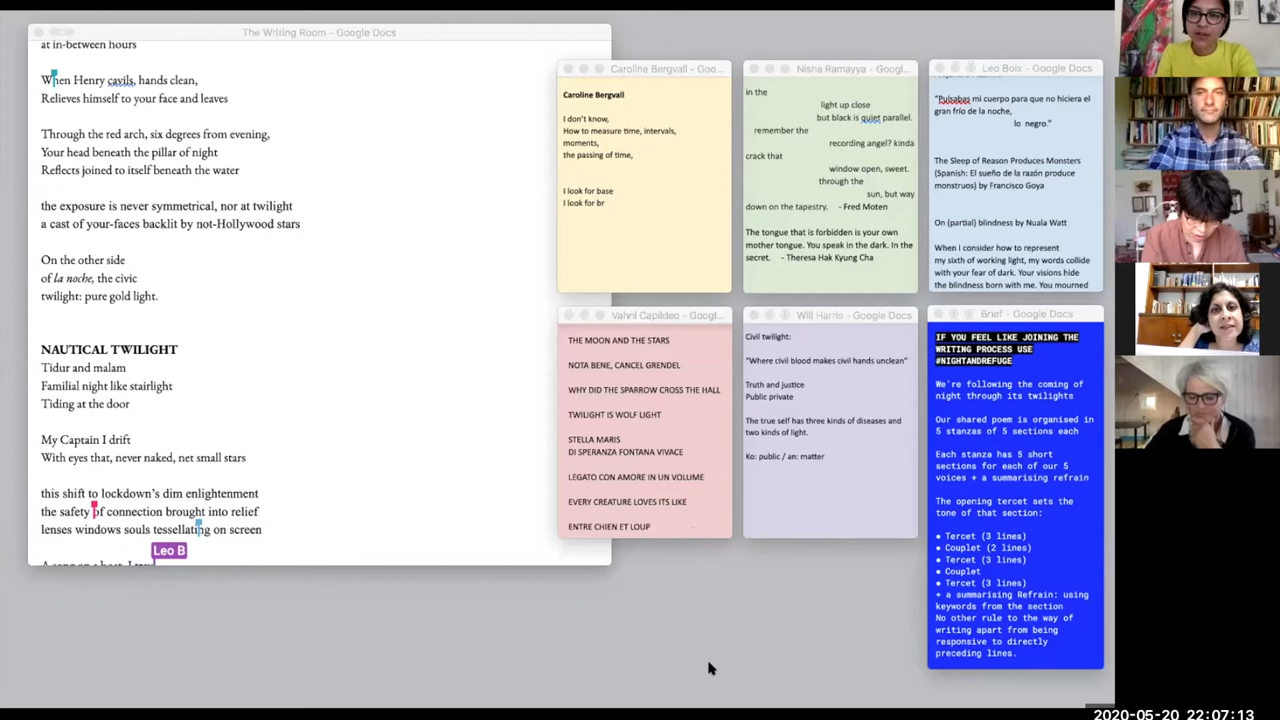 The Writing Room - Google Docs
at in-between hours
When Henry cavils, hands clean,
Relieves himself to your face and leaves
Through the red arch, six degrees from evening,
Your head beneath the pillar of night
Reflects joined to itself beneath the water
the exposure is never symmetrical, nor at twilight
a cast of your-faces backlit by not-Hollywood stars
On the other side
of la noche, the civic
twilight: pure gold light.
NAUTICAL TWILIGHT
Tidur and malam
Familial night like stairlight
Tiding at the door
My Captain I drift
With eyes that, never naked, net small stars
this shift to lockdown's dim enlightenment
the safety of connection brought into relief
lenses windows souls tessellating on screen
Leo B
Caroline Bergvall - Goo...
Caroline Bergvall
I don't know,
How to measure time, intervals,
moments,
the passing of time,
I look for base
I look for br
Nisha Ramayya - Googl...
in the
light up close
but black is quiet parallel.
remember the
recording angel? kinda
crack that
window open, sweet.
through the
sun, but way
down on the tapestry. - Fred Moten
The tongue that is forbidden is your own
mother tongue. You speak in the dark. In the
secret. - Theresa Hak Kyung Cha
Leo Boix - Google Docs
"Pulsabas mi cuerpo para que no hiciera el
gran frío de la noche,
lo negro."
The Sleep of Reason Produces Monsters
(Spanish: El sueño de la razón produce
monstruos) by Francisco Goya
On (partial) blindness by Nuala Watt
When I consider how to represent
my sixth of working light, my words collide
with your fear of dark. Your visions hide
the blindness born with me. You mourned
Vahni Capildeo - Googl...
THE MOON AND THE STARS
NOTA BENE, CANCEL GRENDEL
WHY DID THE SPARROW CROSS THE HALL
TWILIGHT IS WOLF LIGHT
STELLA MARIS
DI SPERANZA FONTANA VIVACE
LEGATO CON AMORE IN UN VOLUME
EVERY CREATURE LOVES ITS LIKE
ENTRE CHIEN ET LOUP
Will Harris - Google Docs
Civil twilight:
"Where civil blood makes civil hands unclean"
Truth and justice
Public private
The true self has three kinds of diseases and
two kinds of light.
Ko: public / an: matter
Brief - Google Docs
IF YOU FEEL LIKE JOINING THE
WRITING PROCESS USE
#NIGHTANDREFUGE
We're following the coming of
night through its twilights
Our shared poem is organised in
5 stanzas of 5 sections each
Each stanza has 5 short
sections for each of our 5
voices + a summarising refrain
The opening tercet sets the
tone of that section:
● Tercet (3 lines)
● Couplet (2 lines)
● Tercet (3 lines)
● Couplet
● Tercet (3 lines)
+ a summarising Refrain: using
keywords from the section
No other rule to the way of
writing apart from being
responsive to directly
preceding lines.
2020-05-20 22:07:13